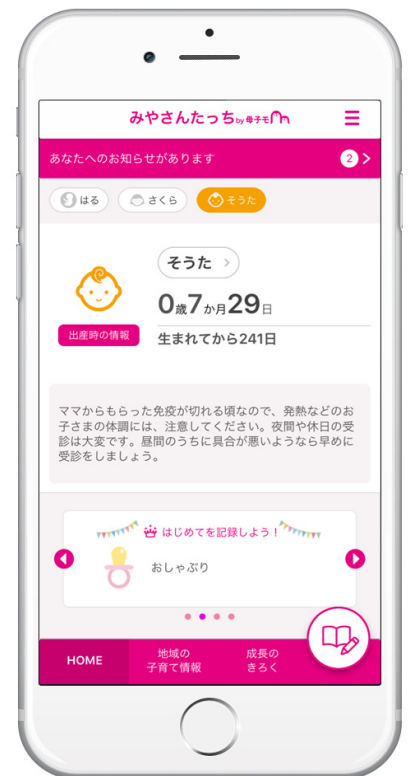 みやさんたっち by 母子モ
あなたへのお知らせがあります 2
はる さくら そうた
そうた
0歳7か月29日
出産時の情報
生まれてから241日
ママからもらった免疫が切れる頃なので、発熱などのお
子さまの体調には、注意してください。夜間や休日の受
診は大変です。昼間のうちに具合が悪いようなら早めに
受診をしましょう。
はじめてを記録しよう!
おしゃぶり
HOME
地域の
子育て情報
成長の
きろく